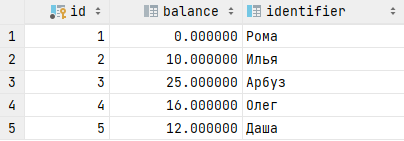 id balance identifier
1 1 0.000000 Рома
2 2 10.000000 Илья
3 3 25.000000 Арбуз
4 4 16.000000 Олег
5 5 12.000000 Даша